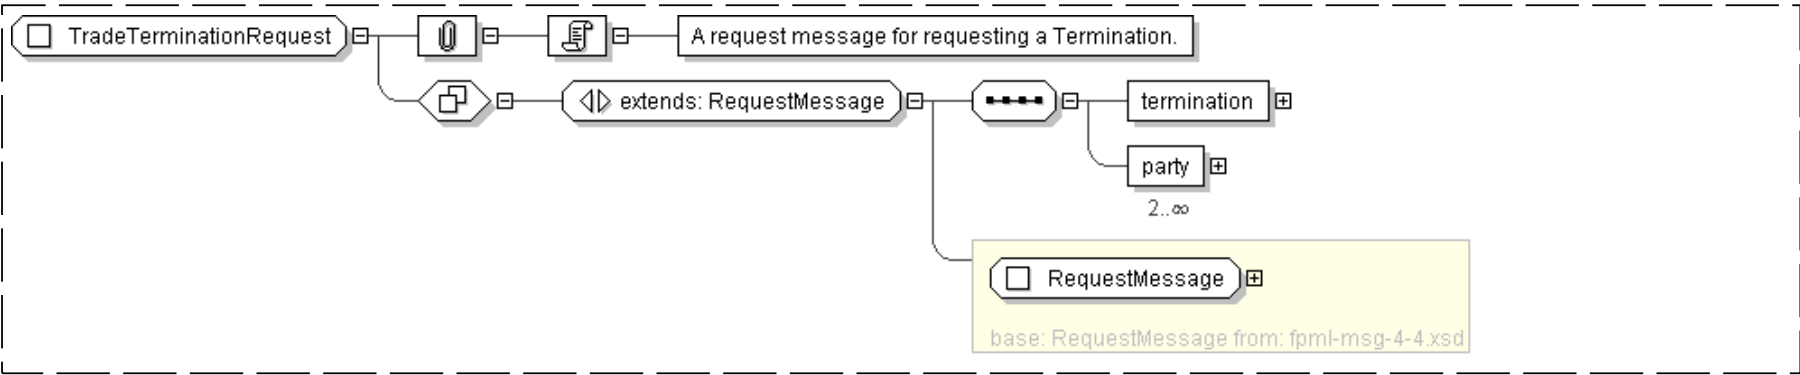 TradeTerminationRequest
A request message for requesting a Termination.
extends: RequestMessage
termination
party
2..∞
RequestMessage
base: RequestMessage from: fpml-msg-4-4.xsd